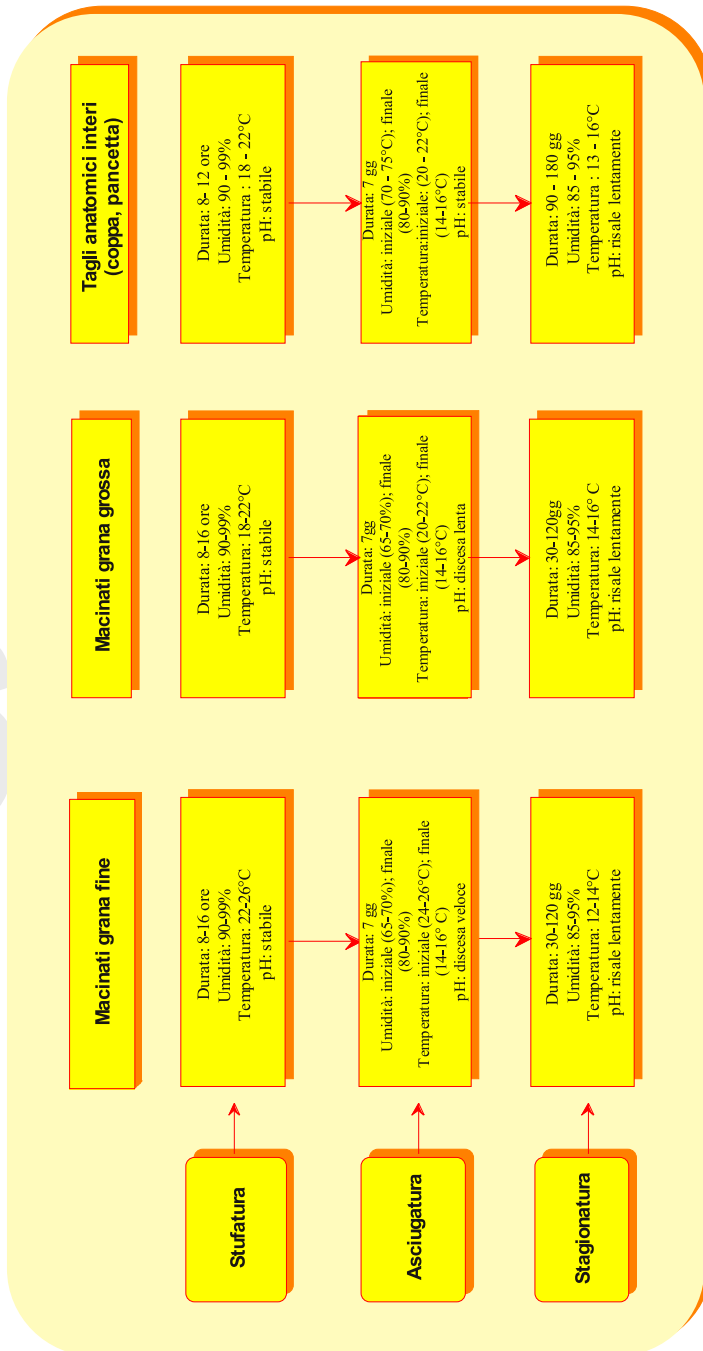 Macinati grana fine
Macinati grana grossa
Tagli anatomici interi
(coppa, pancetta)
Stufatura
Durata: 8-16 ore
Umidità: 90-99%
Temperatura: 22-26°C
pH: stabile
Durata: 8-16 ore
Umidità: 90-99%
Temperatura: 18-22°C
pH: stabile
Durata: 8- 12 ore
Umidità: 90 - 99%
Temperatura : 18 - 22°C
pH: stabile
Asciugatura
Durata: 7 gg
Umidità: iniziale (65-70%); finale
(80-90%)
Temperatura: iniziale (24-26°C); finale
(14-16° C)
pH: discesa veloce
Durata: 7gg
Umidità: iniziale (65-70%); finale
(80-90%)
Temperatura: iniziale (20-22°C); finale
(14-16°C)
pH: discesa lenta
Durata: 7 gg
Umidità: iniziale (70 - 75°C); finale
(80-90%)
Temperatura:iniziale: (20 - 22°C); finale
(14-16°C)
pH: stabile
Stagionatura
Durata: 30-120 gg
Umidità: 85-95%
Temperatura: 12-14°C
pH: risale lentamente
Durata: 30-120gg
Umidità: 85-95%
Temperatura: 14-16° C
pH: risale lentamente
Durata: 90 - 180 gg
Umidità: 85 - 95%
Temperatura : 13 - 16°C
pH: risale lentamente